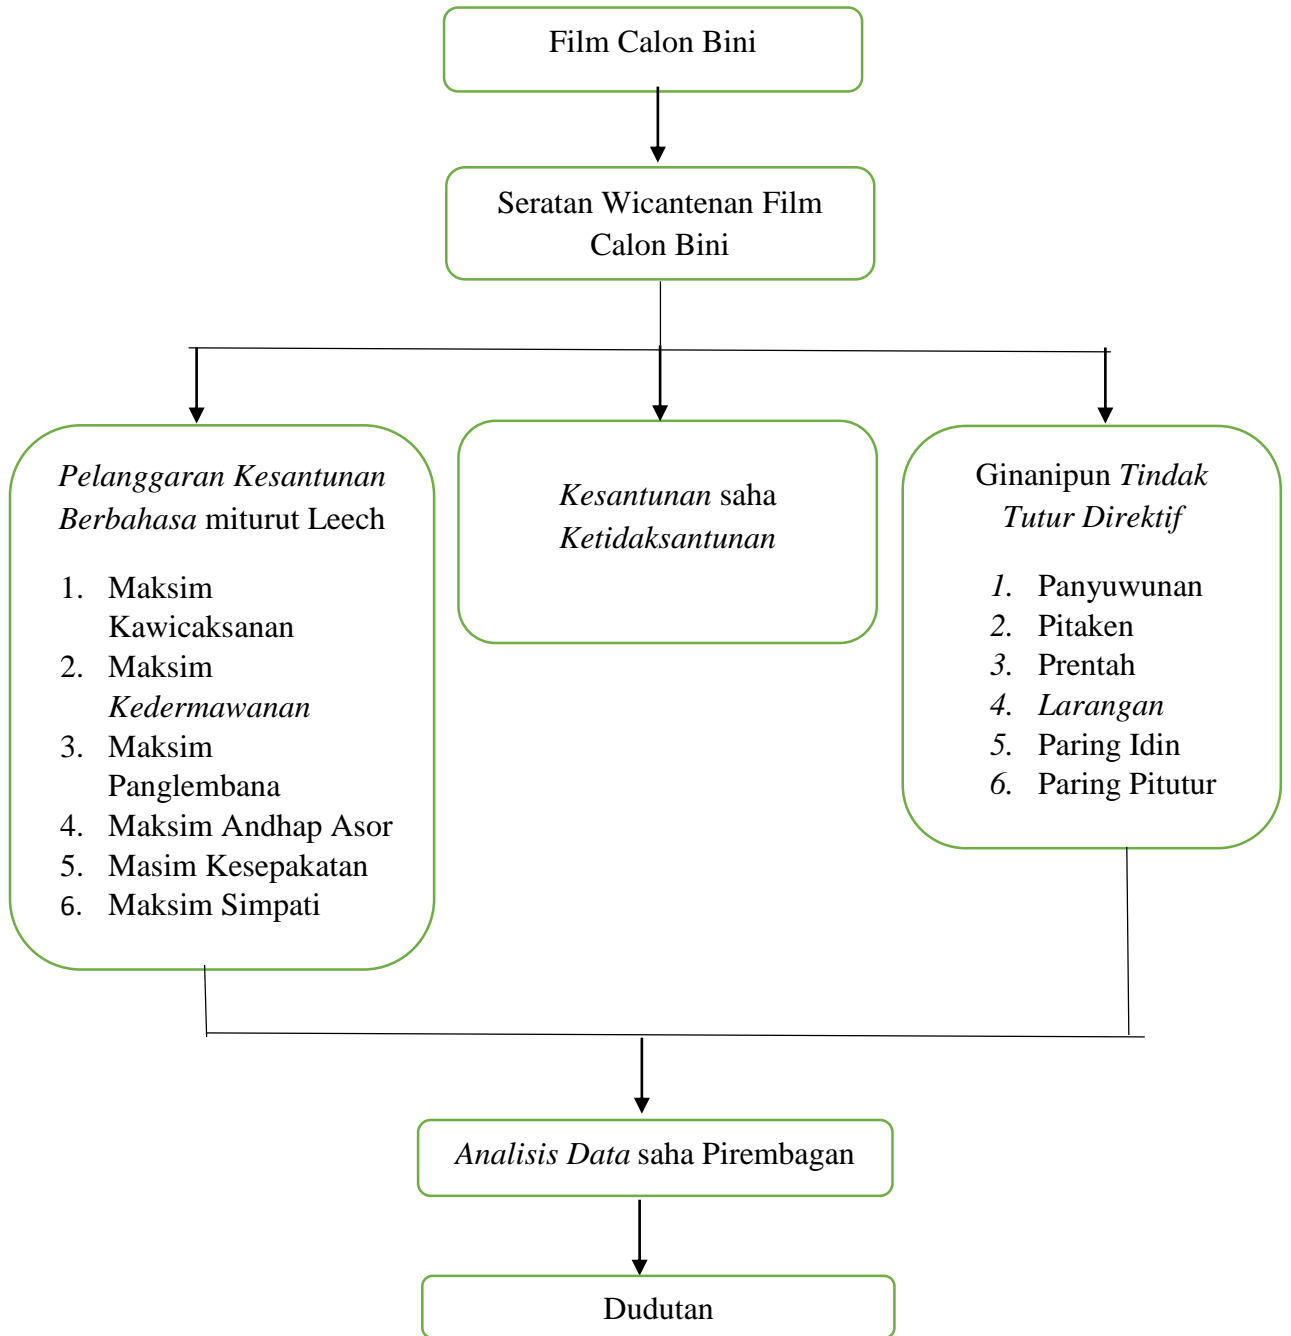 Film Calon Bini
Seratan Wicantenan Film
Calon Bini
Pelanggaran Kesantunan
Berbahasa miturut Leech
1. Maksim
Kawicaksanan
2. Maksim
Kedermawanan
3. Maksim
Panglembana
4. Maksim Andhap Asor
5. Masim Kesepakatan
6. Maksim Simpati
Kesantunan saha
Ketidaksantunan
Ginanipun Tindak
Tutur Direktif
1. Panyuwunan
2. Pitaken
3. Prentah
4. Larangan
5. Paring Idin
6. Paring Pitutur
Analisis Data saha Pirembagan
Dudutan